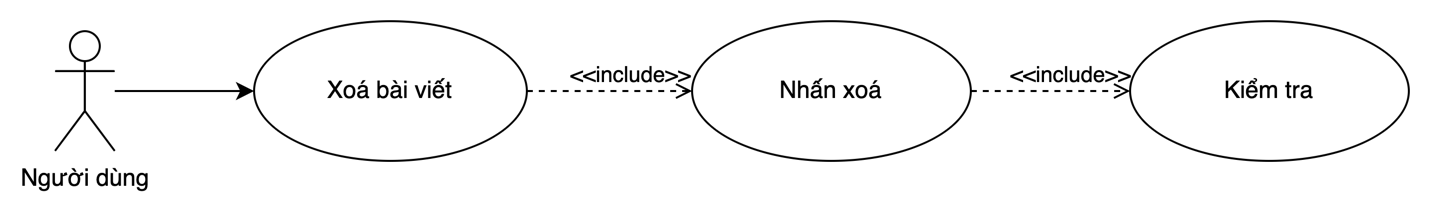 Xoá bài viết
<<include>>
Nhấn xoá
<<include>>
Kiểm tra
Người dùng